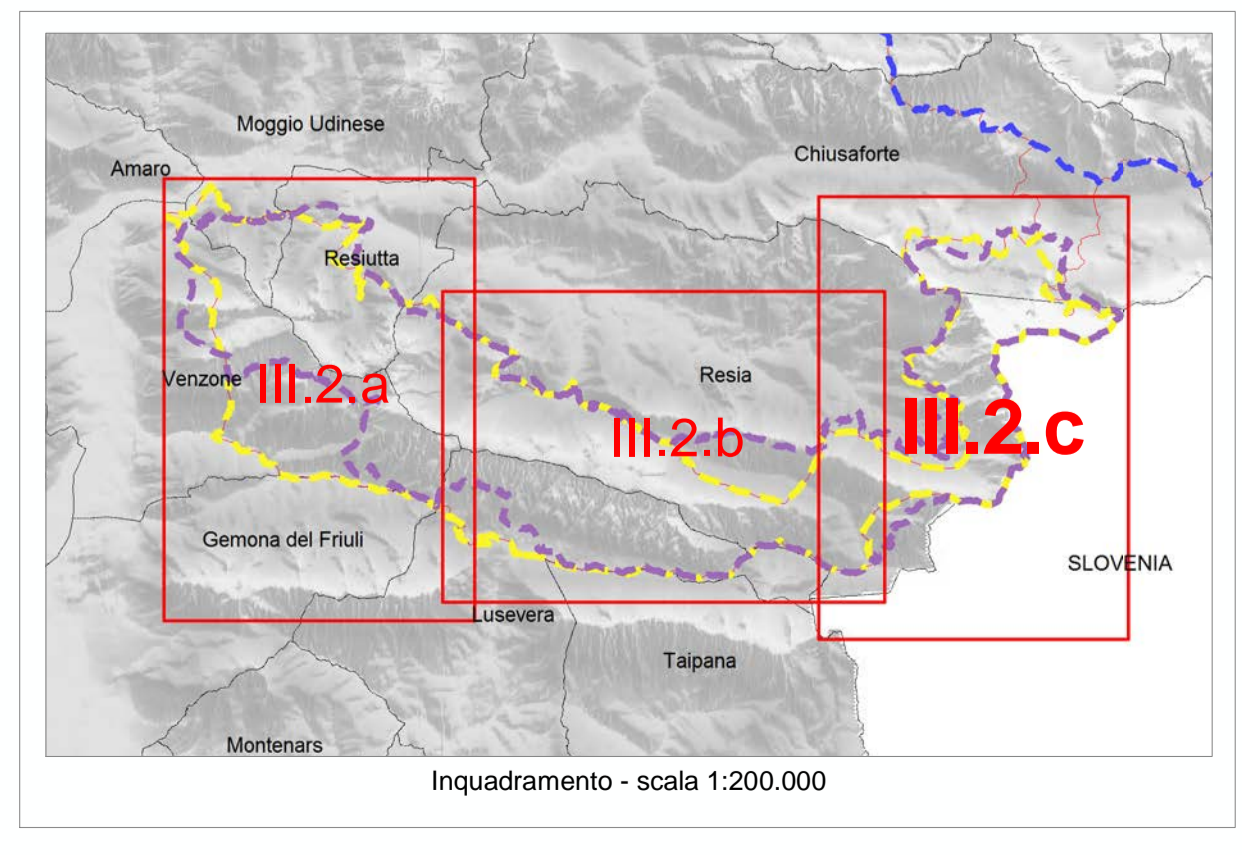 Moggio Udinese
Chiusaforte
Amaro
Resiutta
Venzone
III.2.a
Resia
III.2.b
III.2.c
Gemona del Friuli
SLOVENIA
Lusevera
Taipana
Montenars
Inquadramento - scala 1:200.000